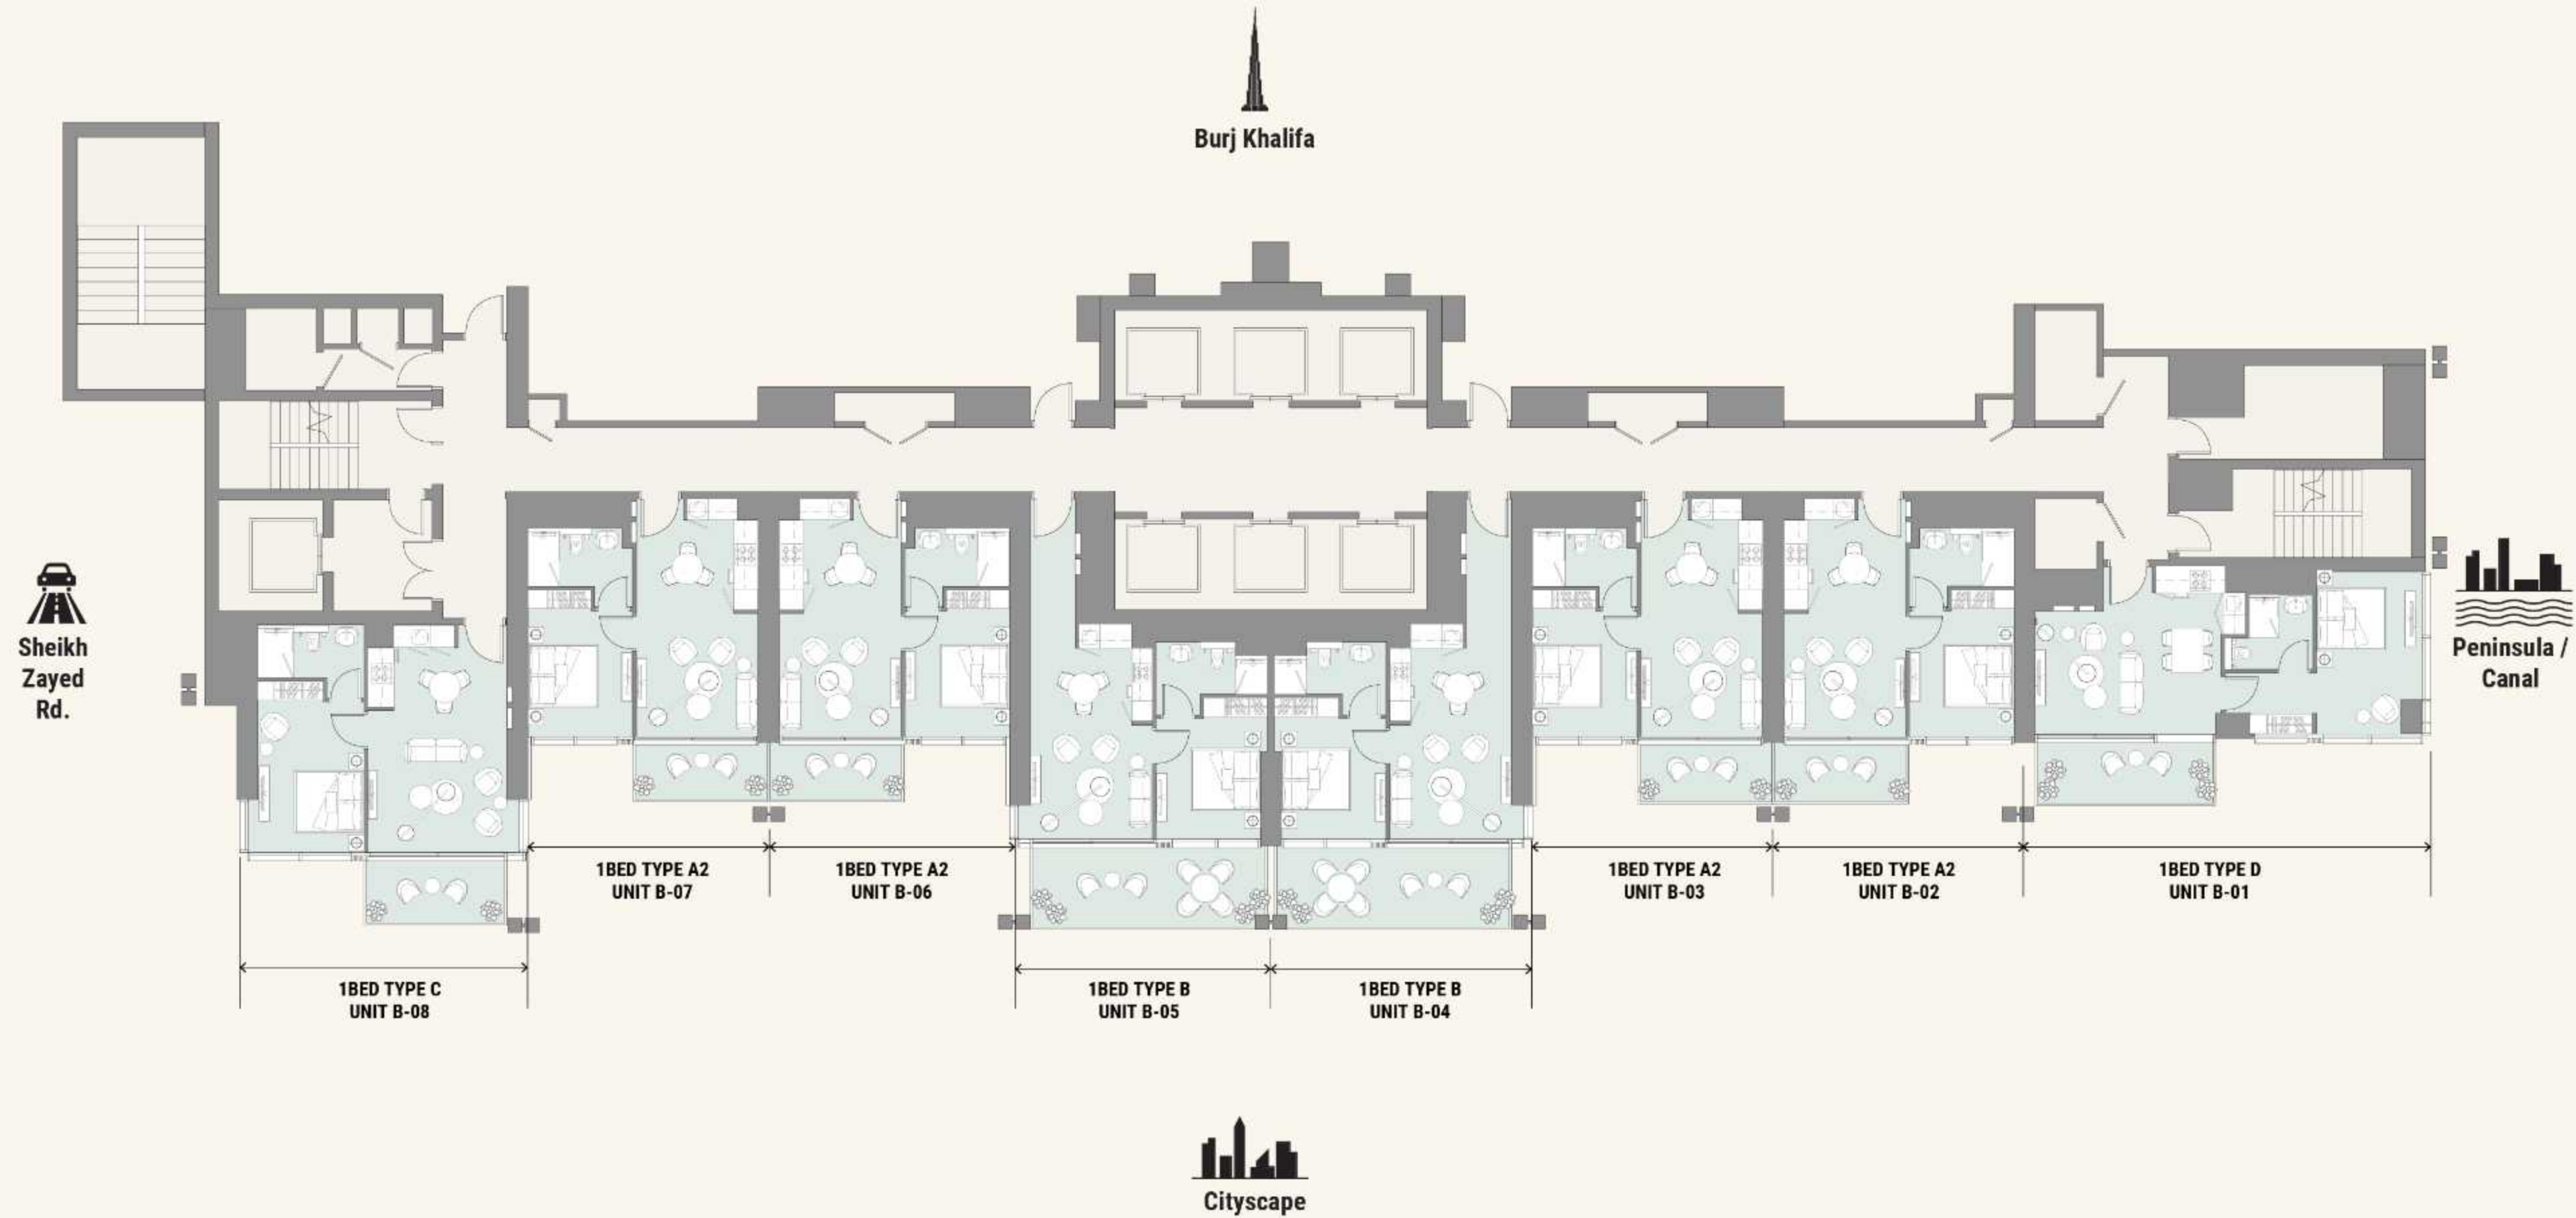 Burj Khalifa
Sheikh
Zayed
Rd.
Peninsula /
Canal
1BED TYPE A2
UNIT B-07
1BED TYPE A2
UNIT B-06
1BED TYPE A2
UNIT B-03
1BED TYPE A2
UNIT B-02
1BED TYPE D
UNIT B-01
1BED TYPE C
UNIT B-08
1BED TYPE B
UNIT B-05
1BED TYPE B
UNIT B-04
Cityscape